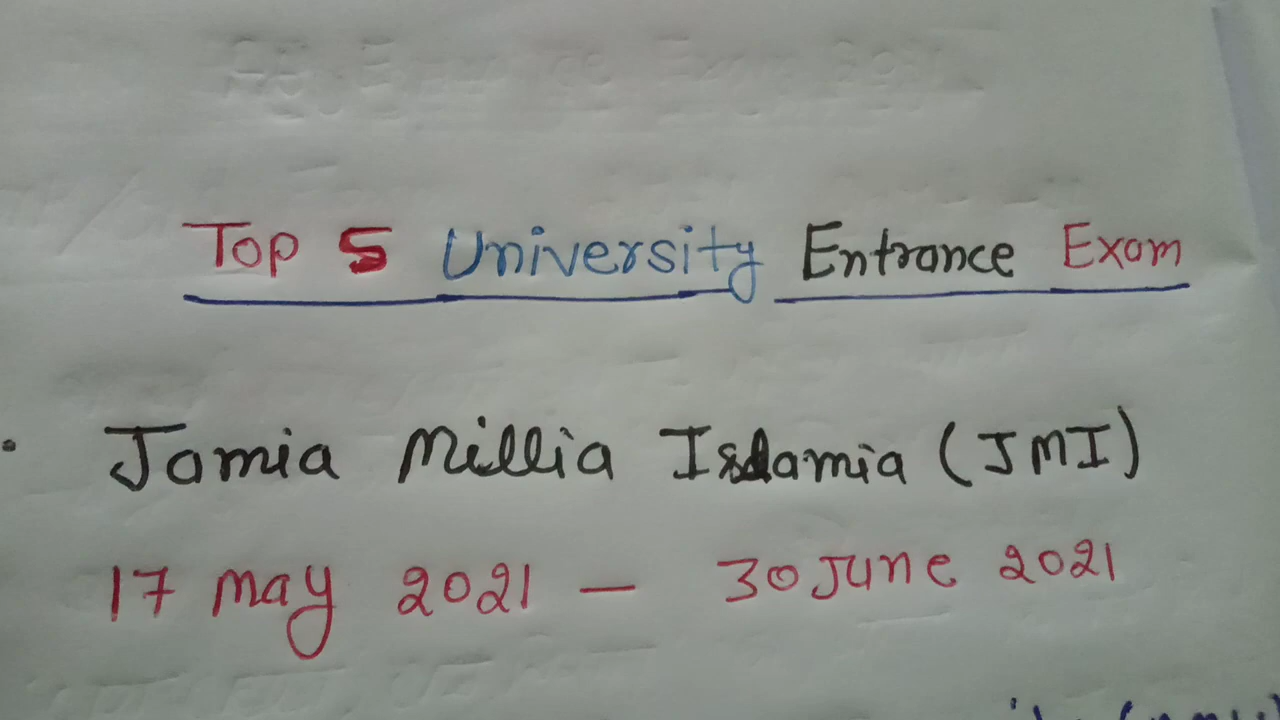 Top 5 University Entrance Exam
• Jamia Millia Islamia (JMI)
17 may 2021 — 30 June 2021